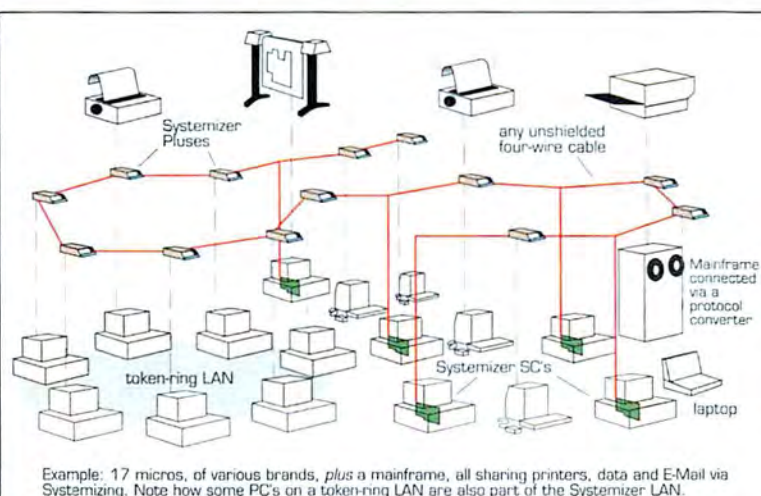 Systemizer
Pluses
any unshielded
four-wire cable
Mainframe
connected
via a
protocol
converter
token-ring LAN
Systemizer SC's
laptop
Example: 17 micros, of various brands, plus a mainframe, all sharing printers, data and E-Mail via
Systemizing. Note how some PC's on a token-ring LAN are also part of the Systemizer LAN.